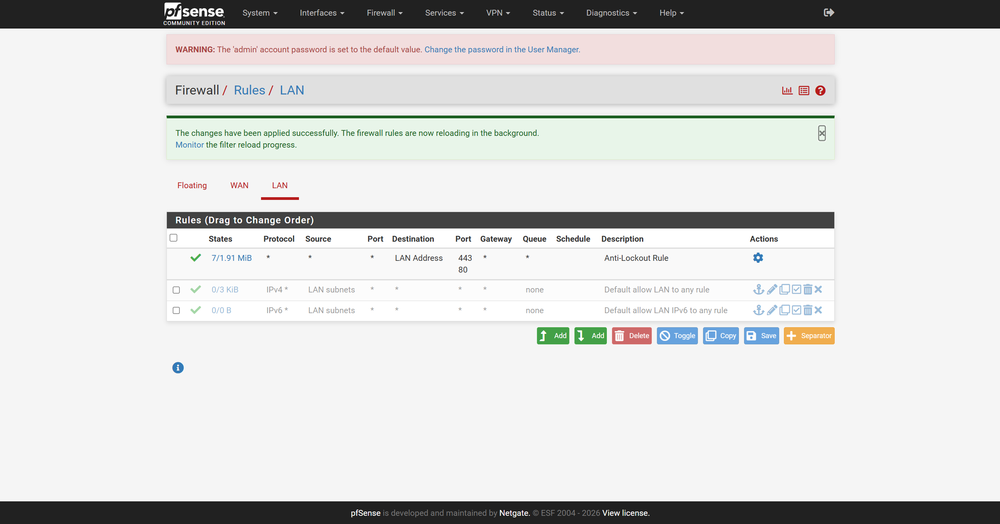 pfsense
COMMUNITY EDITION
System Interfaces Firewall Services VPN Status Diagnostics Help
WARNING: The 'admin' account password is set to the default value. Change the password in the User Manager.
Firewall / Rules / LAN
The changes have been applied successfully. The firewall rules are now reloading in the background.
Monitor the filter reload progress.
Floating WAN LAN
Rules (Drag to Change Order)
States Protocol Source Port Destination Port Gateway Queue Schedule Description Actions
7/1.91 MiB * * * LAN Address 443 * * Anti-Lockout Rule
80
0/3 KiB IPv4 * LAN subnets * * * * none Default allow LAN to any rule
0/0 B IPv6 * LAN subnets * * * * none Default allow LAN IPv6 to any rule
Add Add Delete Toggle Copy Save Separator
pfSense is developed and maintained by Netgate. © ESF 2004 - 2026 View license.